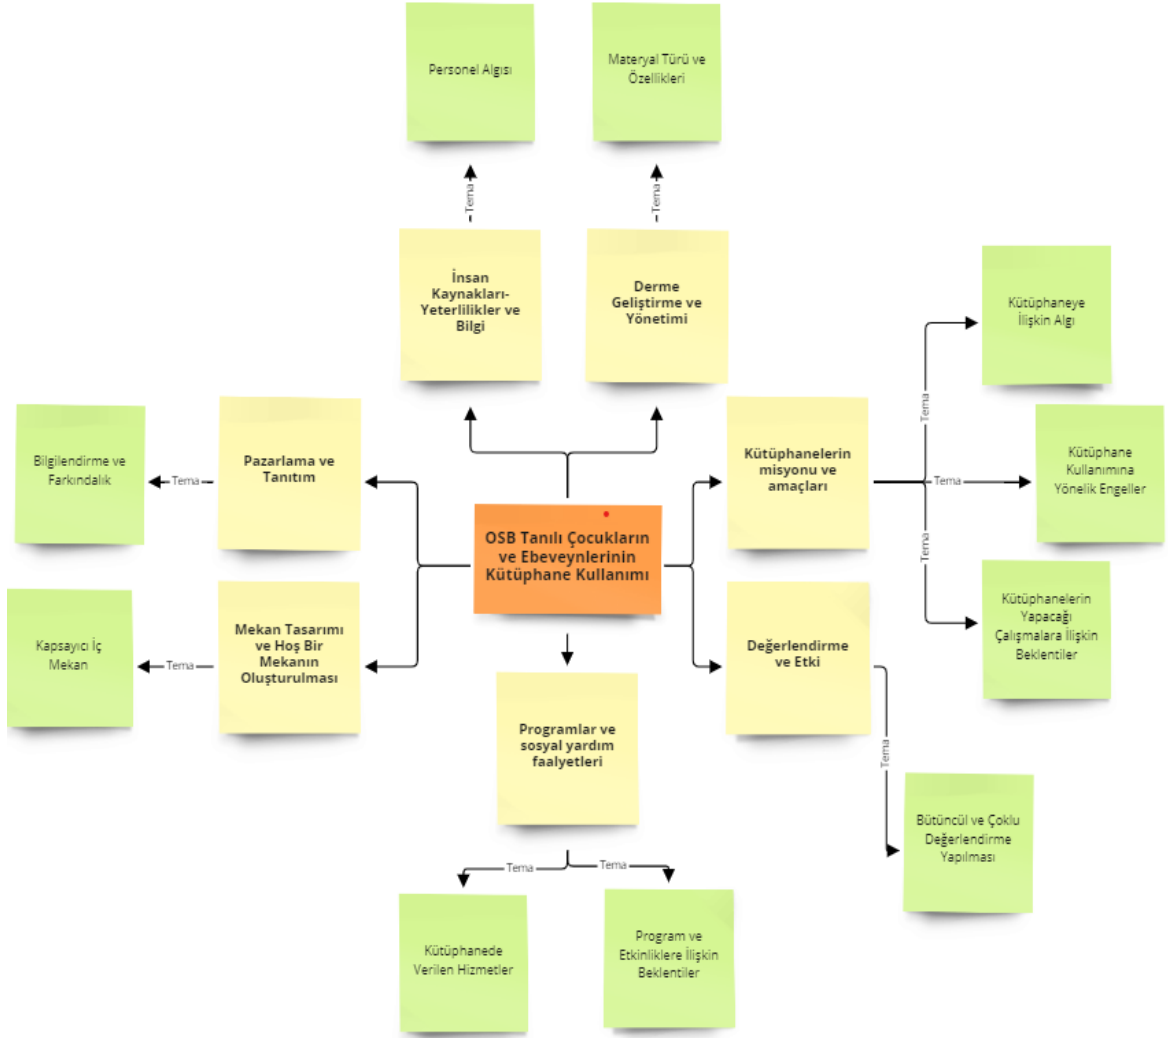 Personel Algısı
Materyal Türü ve
Özellikleri
Tema
Tema
İnsan
Kaynakları-
Yeterlilikler ve
Bilgi
Derme
Geliştirme ve
Yönetimi
Kütüphaneye
İlişkin Algı
Tema
Bilgilendirme ve
Farkındalık
Tema
Pazarlama ve
Tanıtım
Kütüphanelerin
misyonu ve
amaçları
Tema
Kütüphane
Kullanımına
Yönelik Engeller
OSB Tanılı Çocukların
ve Ebeveynlerinin
Kütüphane Kullanımı
Tema
Kütüphanelerin
Yapacağı
Çalışmalara İlişkin
Beklentiler
Kapsayıcı İç
Mekan
Tema
Mekan Tasarımı
ve Hoş Bir
Mekanın
Oluşturulması
Değerlendirme
ve Etki
Programlar ve
sosyal yardım
faalyetleri
Tema
Bütüncül ve Çoklu
Değerlendirme
Yapılması
Tema
Tema
Kütüphanede
Verilen Hizmetler
Program ve
Etkinliklere İlişkin
Beklentiler